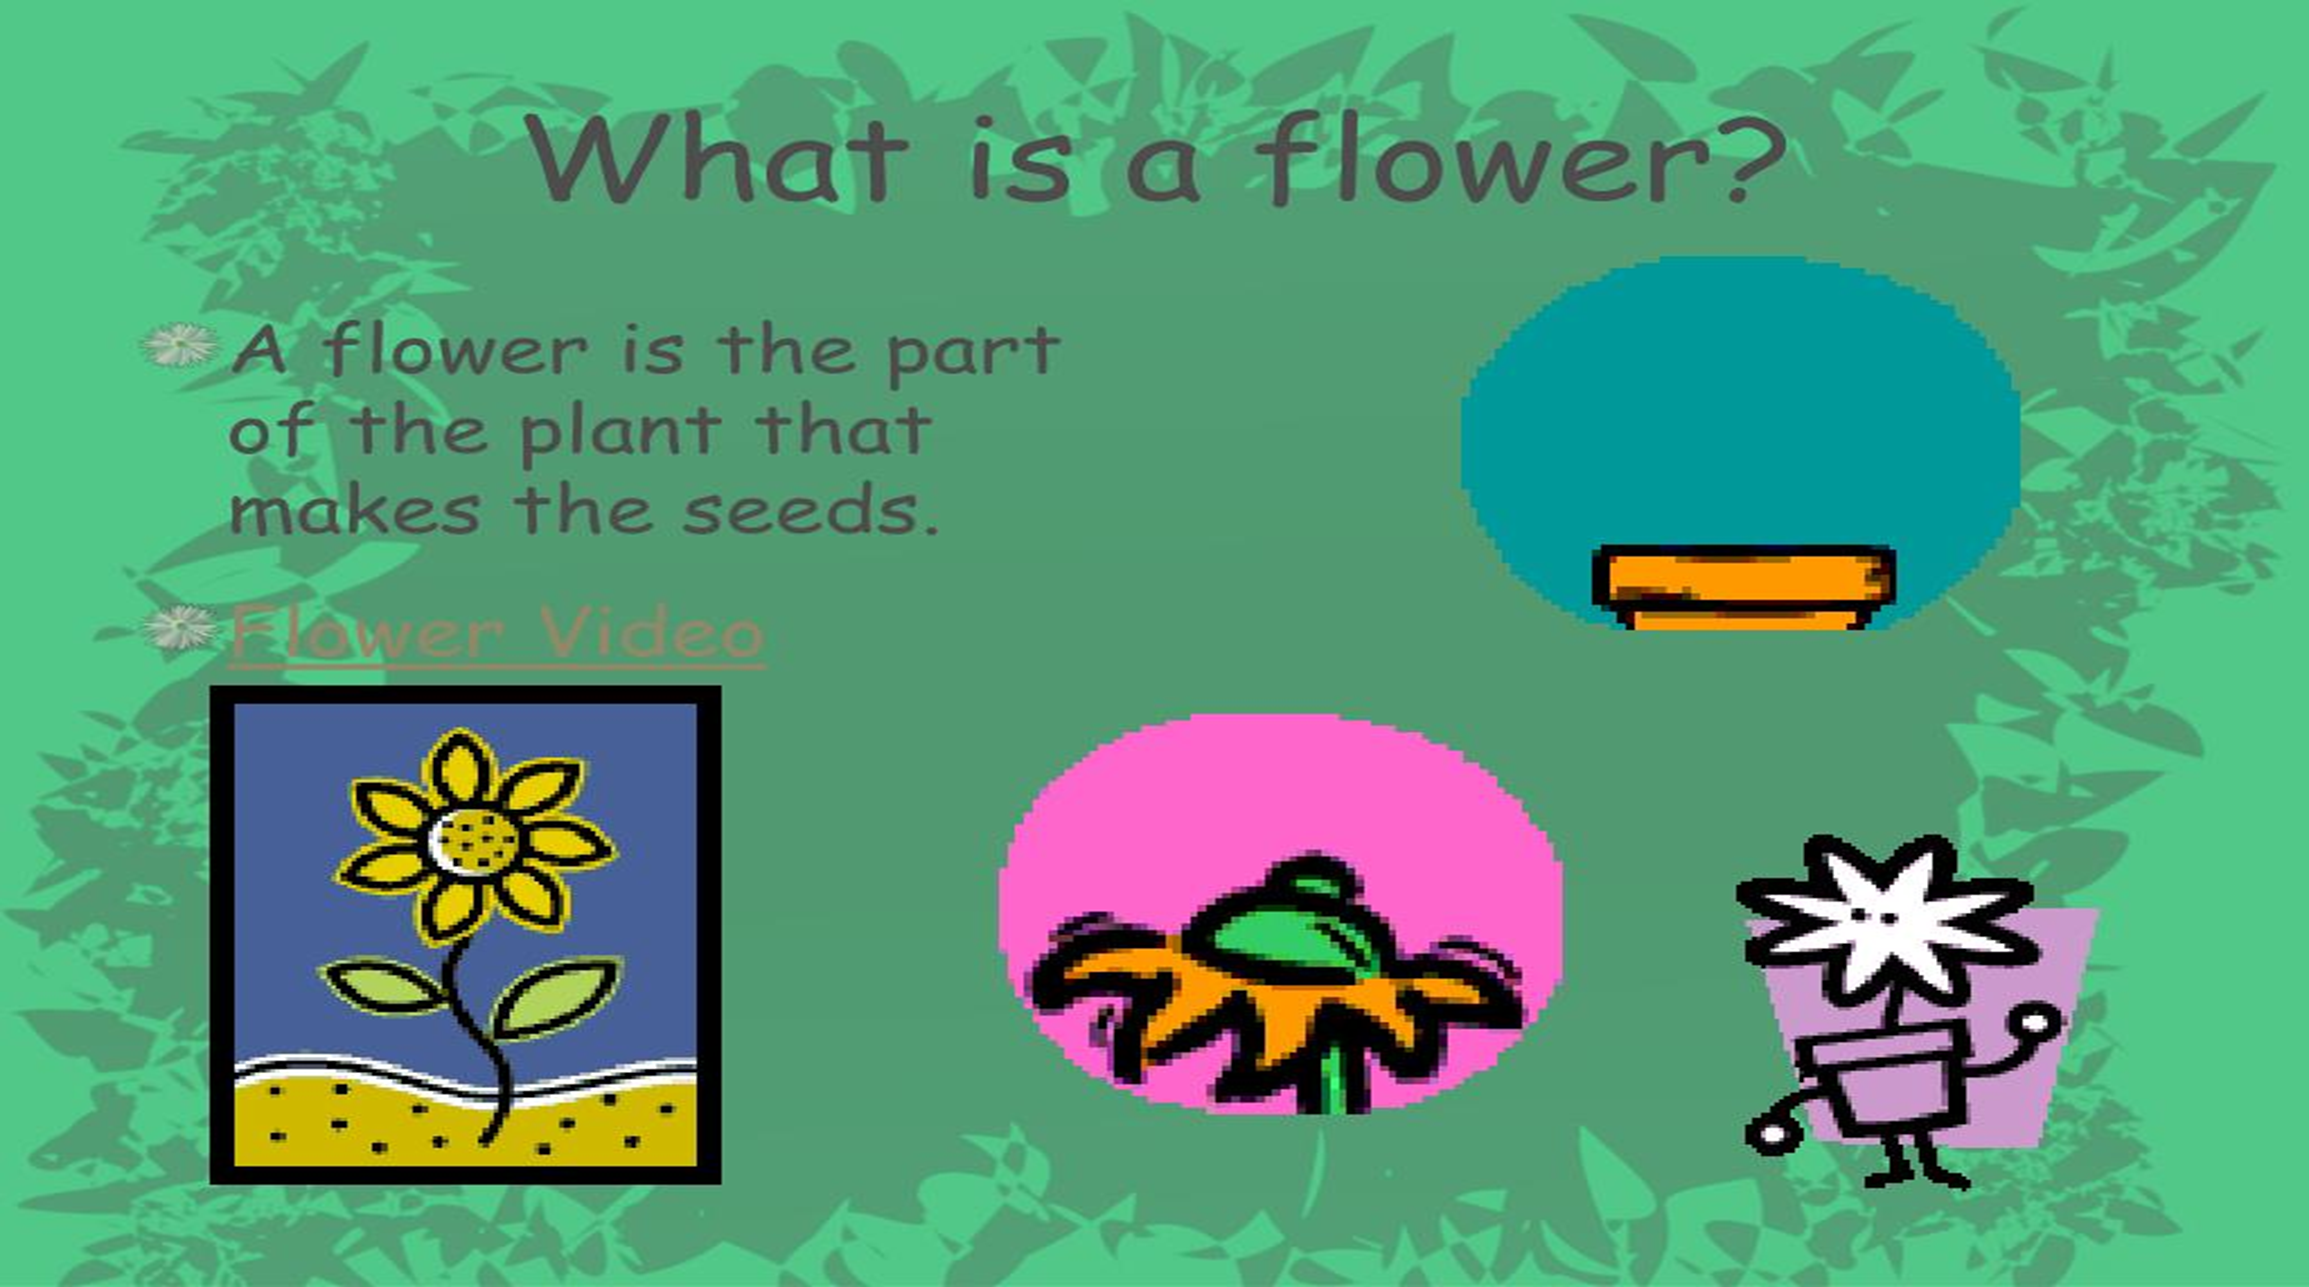 What is a flower?
A flower is the part
of the plant that
makes the seeds.
Flower Video